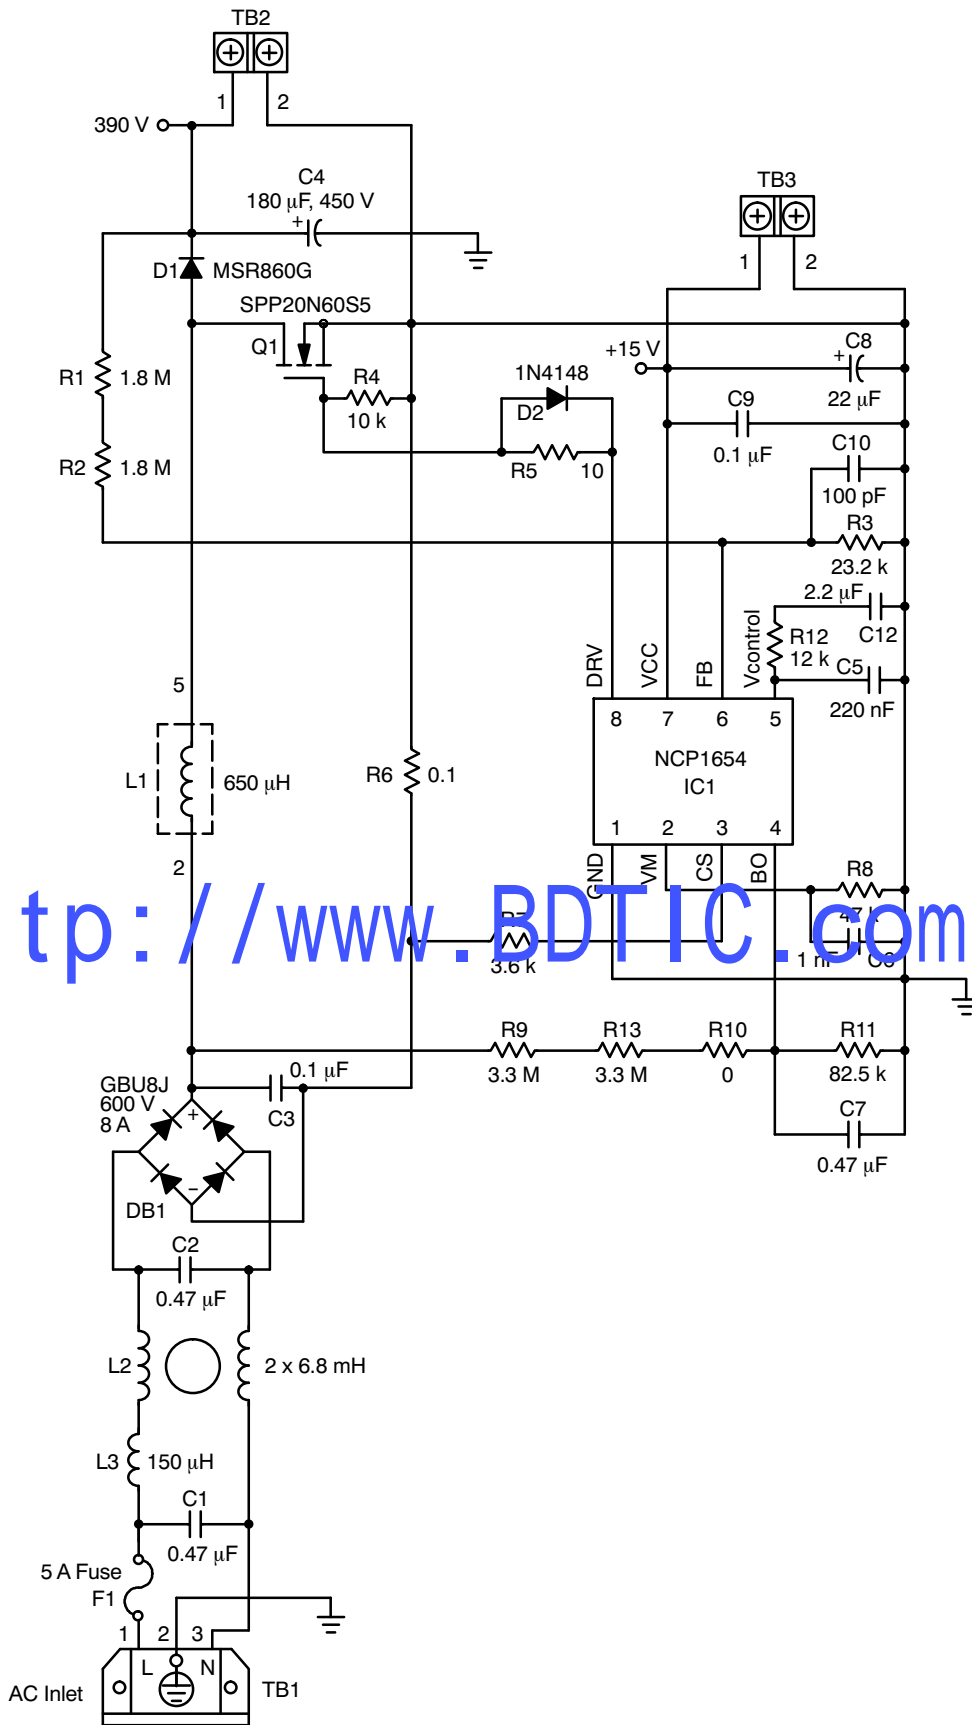 TB2
1
2
390 V
C4
180 μF, 450 V
+
TB3
1
2
D1
MSR860G
SPP20N60S5
Q1
R4
10 k
+15 V
C8
+
22 μF
1N4148
D2
C9
0.1 μF
R1
1.8 M
R5
10
C10
100 pF
R2
1.8 M
R3
23.2 k
2.2 μF
C12
R12
12 k
C5
220 nF
DRV
VCC
FB
Vcontrol
5
8
7
6
5
NCP1654
IC1
1
2
3
4
L1
650 μH
R6
0.1
2
GND
VM
CS
BO
R8
47 k
tp://www.BDTIC.com
R7
3.6 k
1 nF
R9
3.3 M
R13
3.3 M
R10
0
R11
82.5 k
GBU8J
600 V
8 A
+
−
DB1
0.1 μF
C3
C7
0.47 μF
C2
0.47 μF
L2
2 x 6.8 mH
L3
150 μH
C1
0.47 μF
5 A Fuse
F1
1
2
3
L
N
AC Inlet
TB1